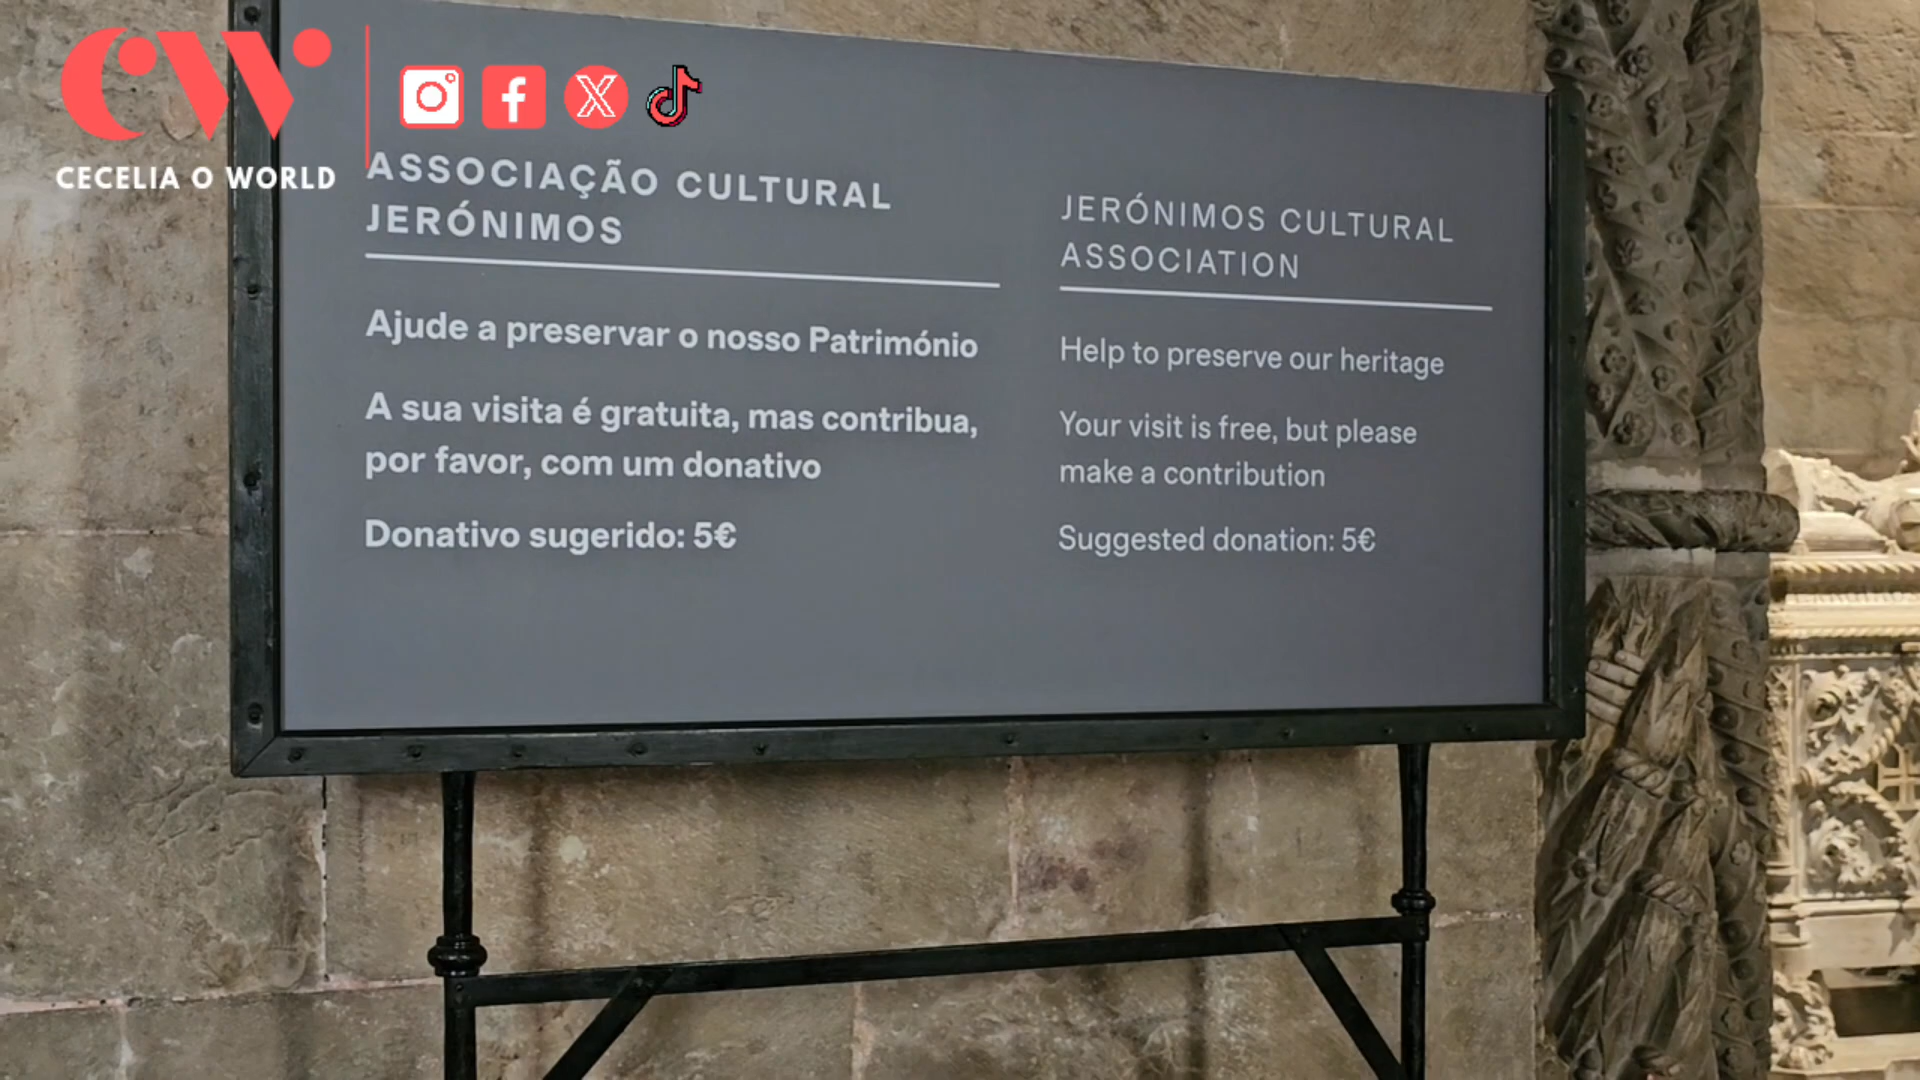 CW
CECELIA O WORLD
ASSOCIAÇÃO CULTURAL
JERÓNIMOS
Ajude a preservar o nosso Património
A sua visita é gratuita, mas contribua,
por favor, com um donativo
Donativo sugerido: 5€
JERÓNIMOS CULTURAL
ASSOCIATION
Help to preserve our heritage
Your visit is free, but please
make a contribution
Suggested donation: 5€